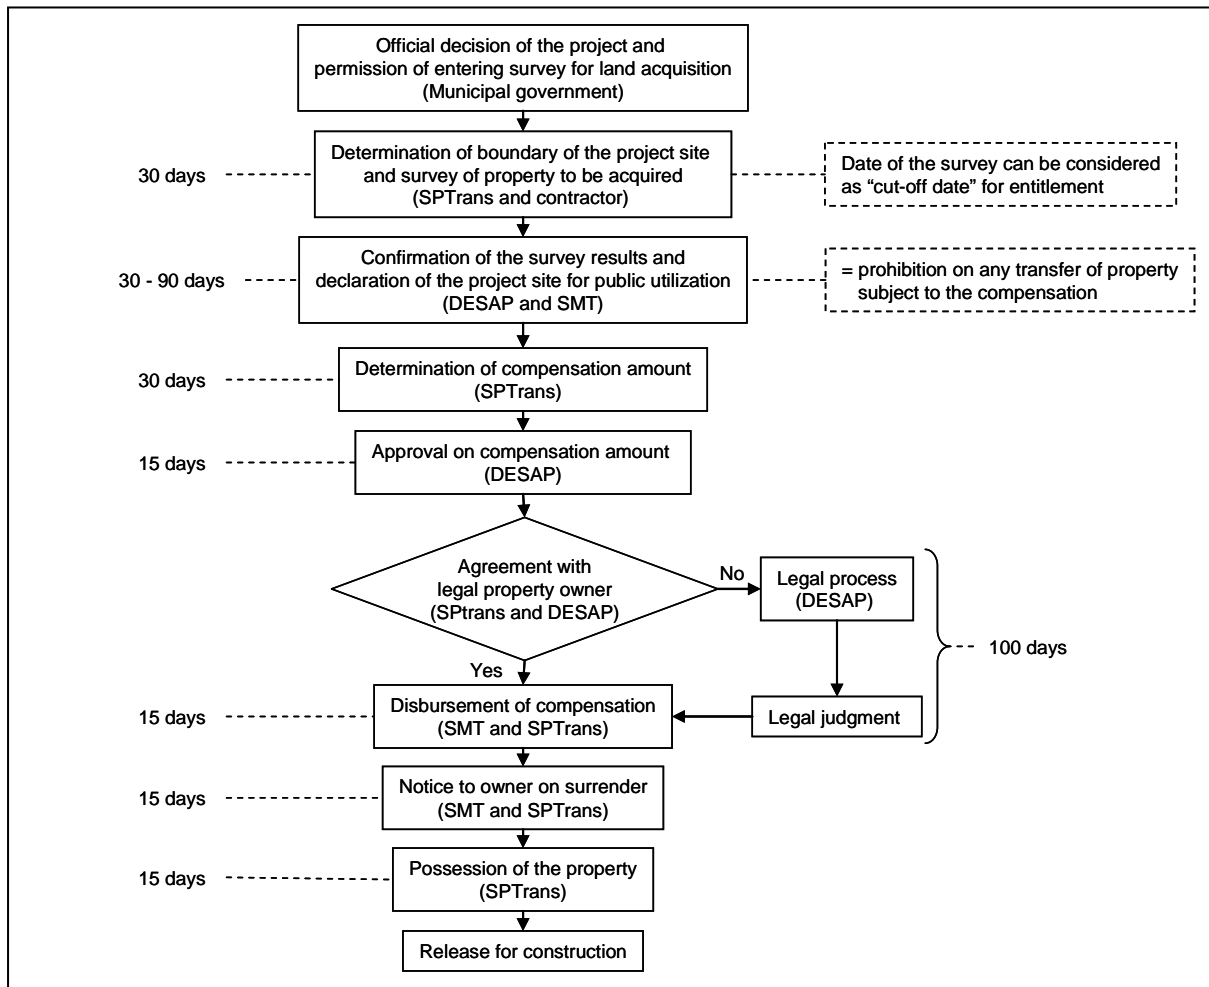 Official decision of the project and
permission of entering survey for land acquisition
(Municipal government)
30 days
Determination of boundary of the project site
and survey of property to be acquired
(SPTrans and contractor)
Date of the survey can be considered
as “cut-off date” for entitlement
30 - 90 days
Confirmation of the survey results and
declaration of the project site for public utilization
(DESAP and SMT)
= prohibition on any transfer of property
subject to the compensation
30 days
Determination of compensation amount
(SPTrans)
15 days
Approval on compensation amount
(DESAP)
Agreement with
legal property owner
(SPtrans and DESAP)
No
Legal process
(DESAP)
100 days
Yes
15 days
Disbursement of compensation
(SMT and SPTrans)
Legal judgment
15 days
Notice to owner on surrender
(SMT and SPTrans)
15 days
Possession of the property
(SPTrans)
Release for construction